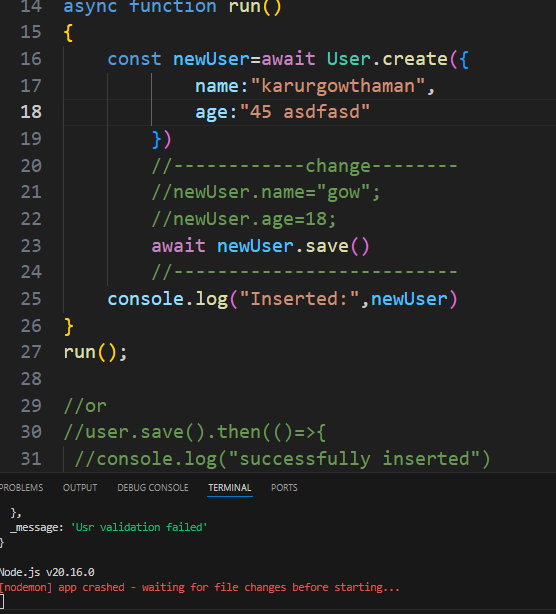 14 async function run()
15 {
16 const newUser=await User.create({
17 name:"karurgowthaman",
18 age:"45 asdfasd"
19 })
20 //------------change--------
21 //newUser.name="gow";
22 //newUser.age=18;
23 await newUser.save()
24 //---------------------------
25 console.log("Inserted:",newUser)
26 }
27 run();
28
29 //or
30 //user.save().then(()=>{
31 //console.log("successfully inserted")
PROBLEMS OUTPUT DEBUG CONSOLE TERMINAL PORTS
},
_message: 'Usr validation failed'
}
Node.js v20.16.0
[nodemon] app crashed - waiting for file changes before starting...